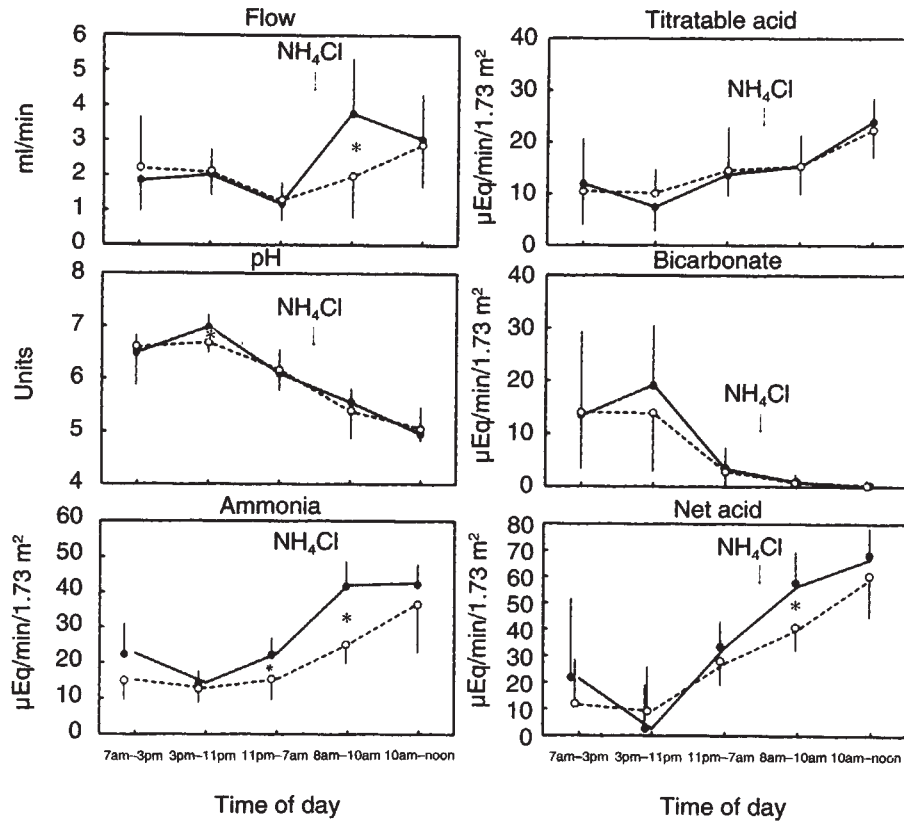 Flow
6
5
4
3
2
1
0
ml/min
NH₄Cl
*
Titratable acid
40
30
20
10
0
µEq/min/1.73 m²
NH₄Cl
pH
8
7
6
5
4
Units
NH₄Cl
*
Bicarbonate
40
30
20
10
0
µEq/min/1.73 m²
NH₄Cl
Ammonia
60
50
40
30
20
10
0
µEq/min/1.73 m²
NH₄Cl
*
*
7am–3pm 3pm–11pm 11pm–7am 8am–10am 10am–noon
Time of day
Net acid
80
70
60
50
40
30
20
10
0
µEq/min/1.73 m²
NH₄Cl
*
7am–3pm 3pm–11pm 11pm–7am 8am–10am 10am–noon
Time of day